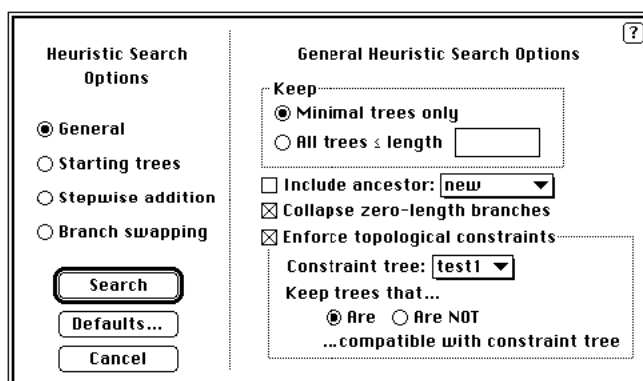 ?
Heuristic Search
Options
General
Starting trees
Stepwise addition
Branch swapping
Search
Defaults...
Cancel
General Heuristic Search Options
Keep
Minimal trees only
All trees ≤ length
Include ancestor: new
Collapse zero-length branches
Enforce topological constraints
Constraint tree: test1
Keep trees that...
Are Are NOT
...compatible with constraint tree